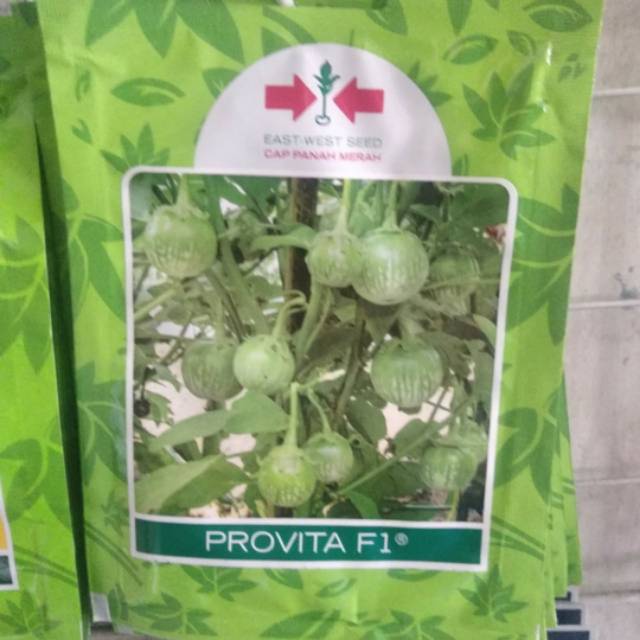 EAST-WEST SEED
CAP PANAH MERAH
PROVITA F1®